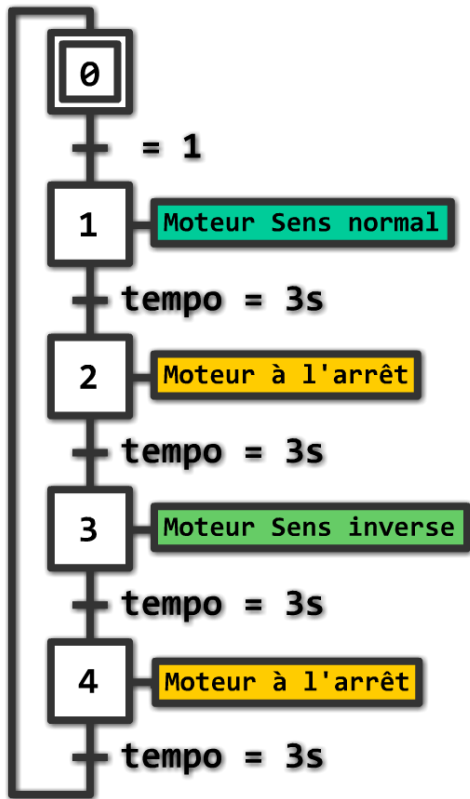 0
= 1
1
Moteur Sens normal
tempo = 3s
2
Moteur à l'arrêt
tempo = 3s
3
Moteur Sens inverse
tempo = 3s
4
Moteur à l'arrêt
tempo = 3s